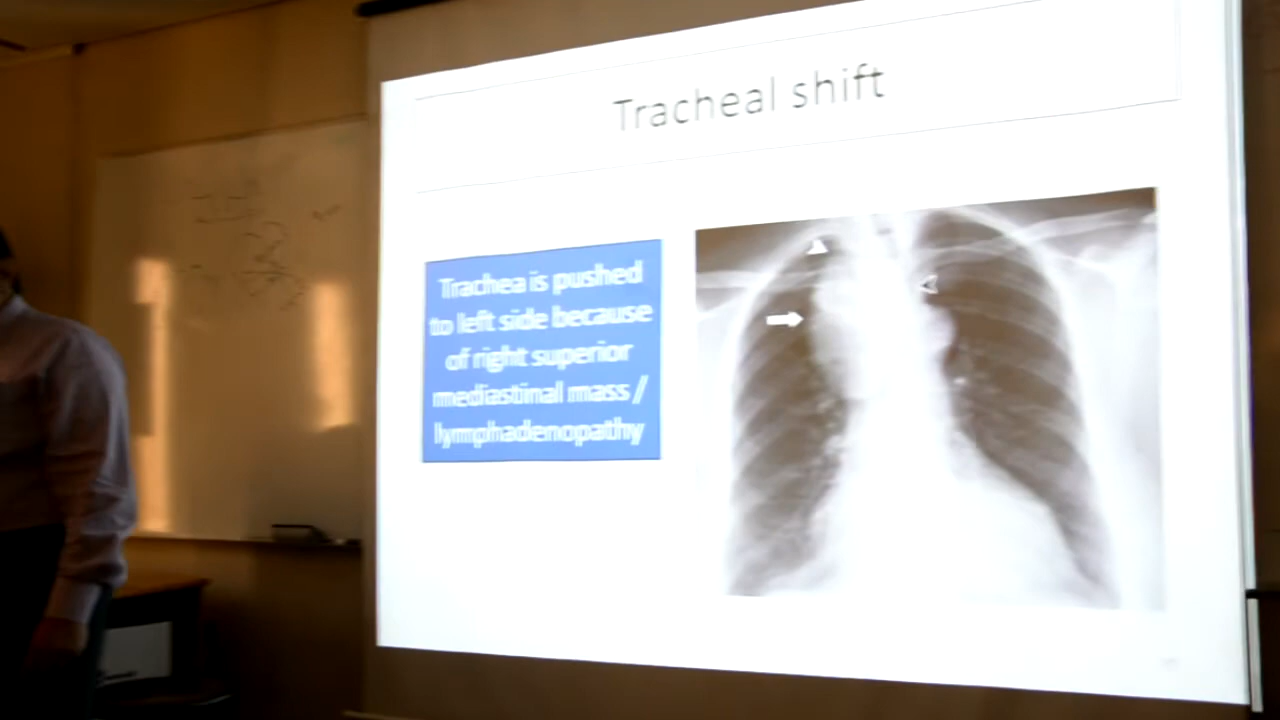 Tracheal shift
Trachea is pushed
to left side because
of right superior
mediastinal mass /
lymphadenopathy